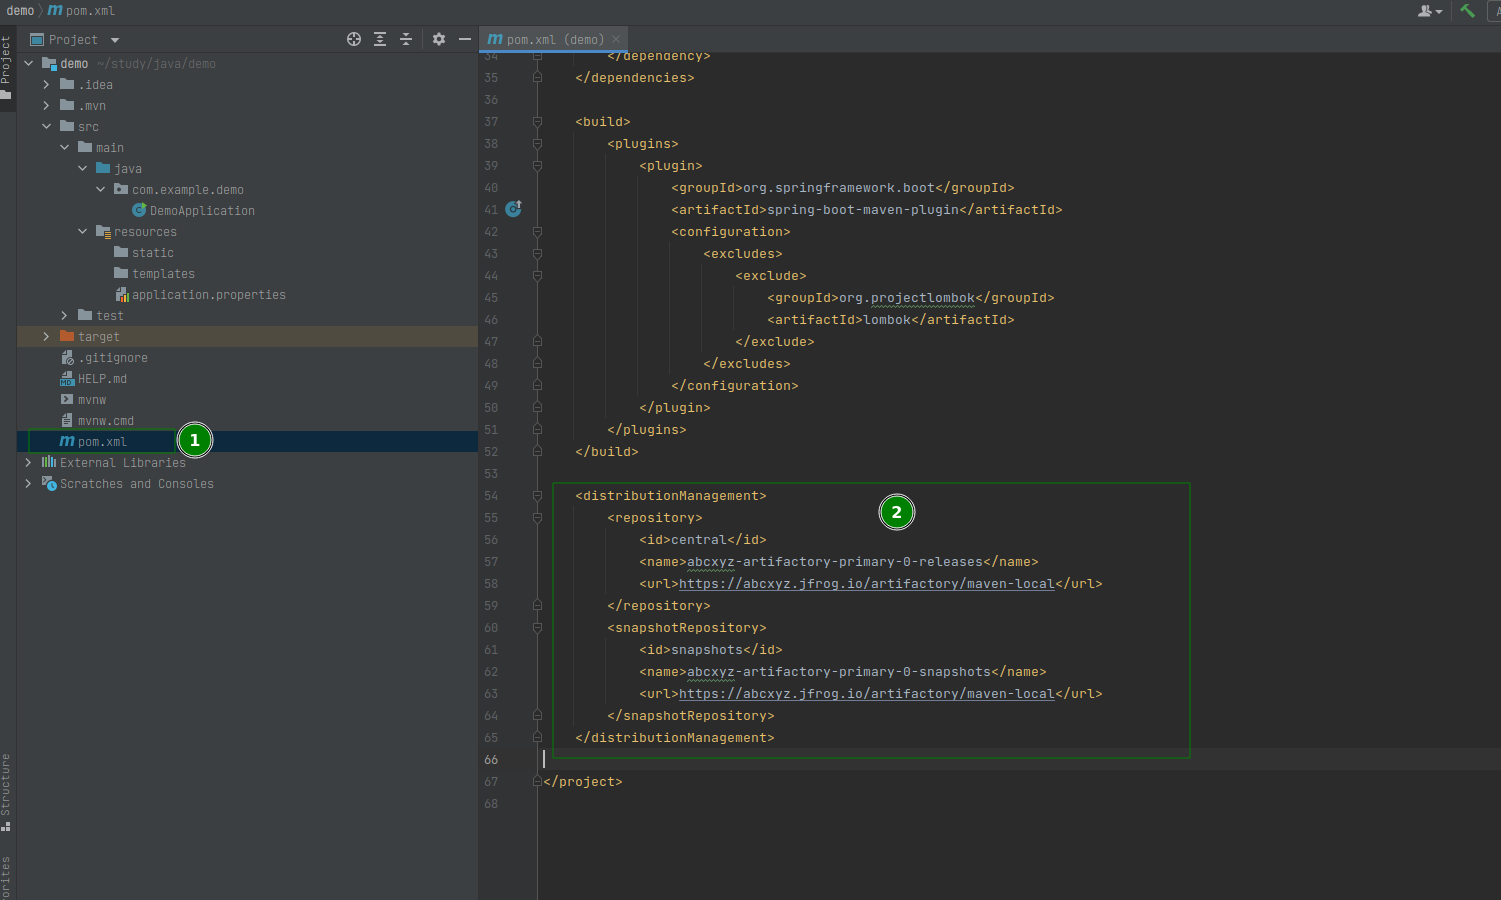 demo pom.xml
Project
Project
demo ~/study/java/demo
.idea
.mvn
src
main
java
com.example.demo
DemoApplication
resources
static
templates
application.properties
test
target
.gitignore
HELP.md
mvnw
mvnw.cmd
pom.xml 1
External Libraries
Scratches and Consoles
Structure
pom.xml (demo)
34 </dependency>
35 </dependencies>
36
37 <build>
38 <plugins>
39 <plugin>
40 <groupId>org.springframework.boot</groupId>
41 <artifactId>spring-boot-maven-plugin</artifactId>
42 <configuration>
43 <excludes>
44 <exclude>
45 <groupId>org.projectlombok</groupId>
46 <artifactId>lombok</artifactId>
47 </exclude>
48 </excludes>
49 </configuration>
50 </plugin>
51 </plugins>
52 </build>
53
54 <distributionManagement>
2
55 <repository>
56 <id>central</id>
57 <name>abcxyz-artifactory-primary-0-releases</name>
58 <url>https://abcxyz.jfrog.io/artifactory/maven-local</url>
59 </repository>
60 <snapshotRepository>
61 <id>snapshots</id>
62 <name>abcxyz-artifactory-primary-0-snapshots</name>
63 <url>https://abcxyz.jfrog.io/artifactory/maven-local</url>
64 </snapshotRepository>
65 </distributionManagement>
66
67 </project>
68